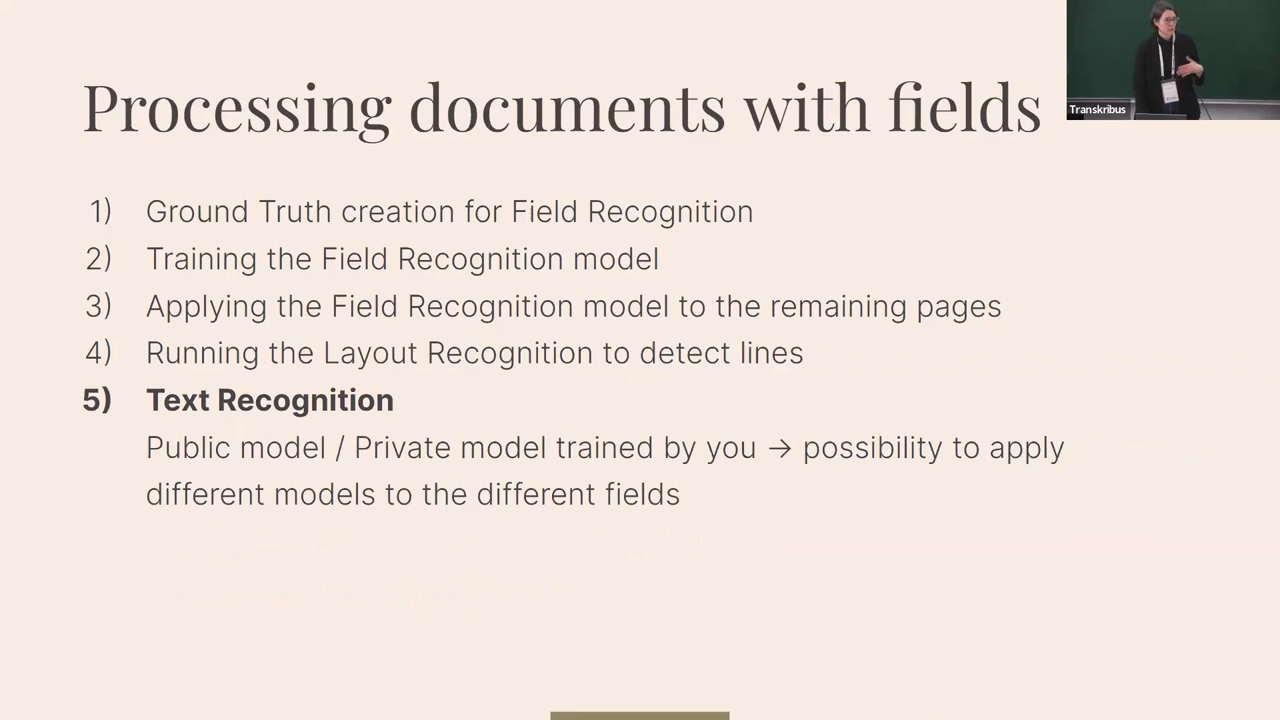 Processing documents with fields
Transkribus
1) Ground Truth creation for Field Recognition
2) Training the Field Recognition model
3) Applying the Field Recognition model to the remaining pages
4) Running the Layout Recognition to detect lines
5) Text Recognition
Public model / Private model trained by you → possibility to apply
different models to the different fields